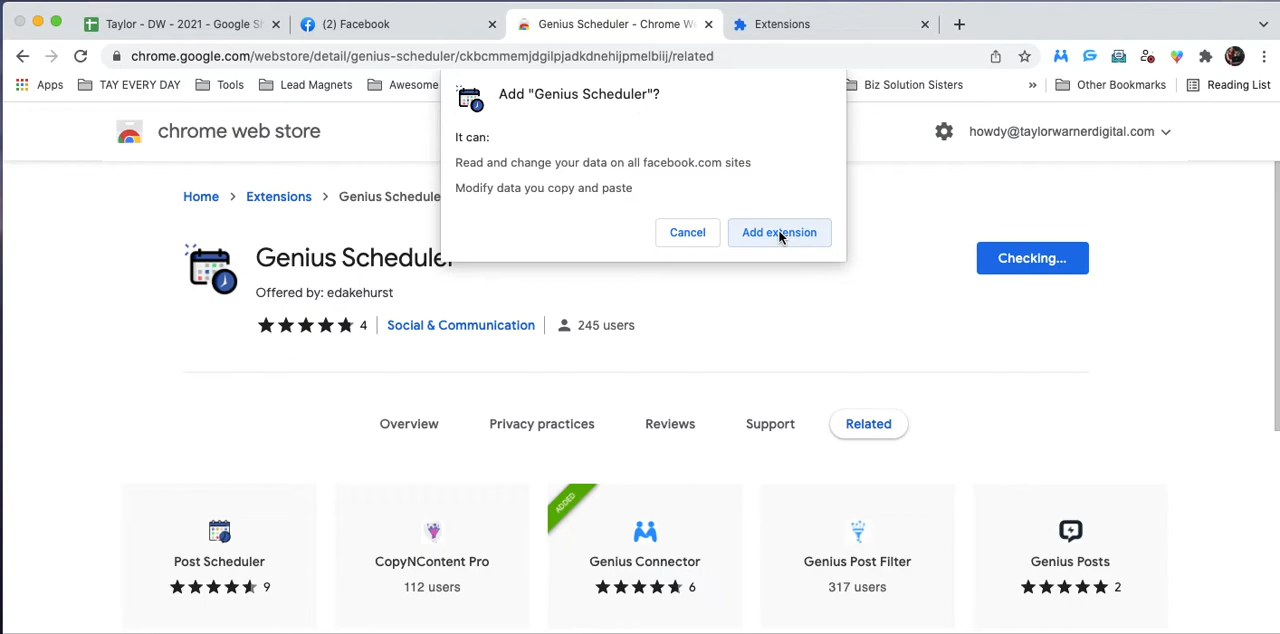 Taylor - DW - 2021 - Google Sh
(2) Facebook
Genius Scheduler - Chrome We
Extensions
chrome.google.com/webstore/detail/genius-scheduler/ckbcmmemjdgilpjadkdnehijpmelbiij/related
Apps
TAY EVERY DAY
Tools
Lead Magnets
Awesome
Biz Solution Sisters
»
Other Bookmarks
Reading List
Add "Genius Scheduler"?
It can:
Read and change your data on all facebook.com sites
Modify data you copy and paste
Cancel
Add extension
chrome web store
howdy@taylorwarnerdigital.com
Home > Extensions > Genius Schedule
Genius Scheduler
Offered by: edakehurst
4
Social & Communication
245 users
Checking...
Overview
Privacy practices
Reviews
Support
Related
Post Scheduler
9
CopyNContent Pro
112 users
ADDED
Genius Connector
6
Genius Post Filter
317 users
Genius Posts
2